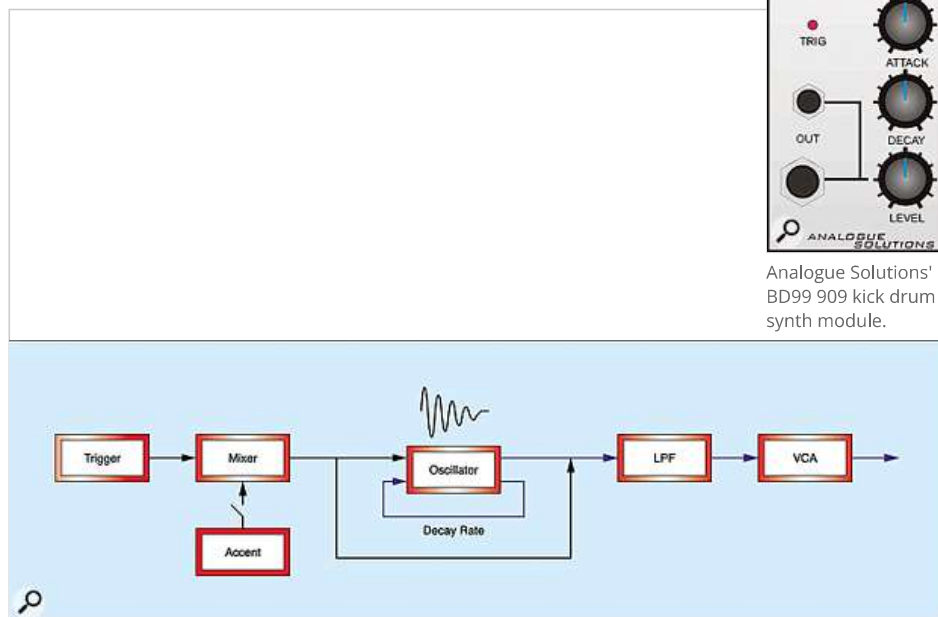 TRIG
ATTACK
OUT
DECAY
LEVEL
ANALOGUE
SOLUTIONS
Analogue Solutions'
BD99 909 kick drum
synth module.
Trigger
Mixer
Oscillator
LPF
VCA
Decay Rate
Accent